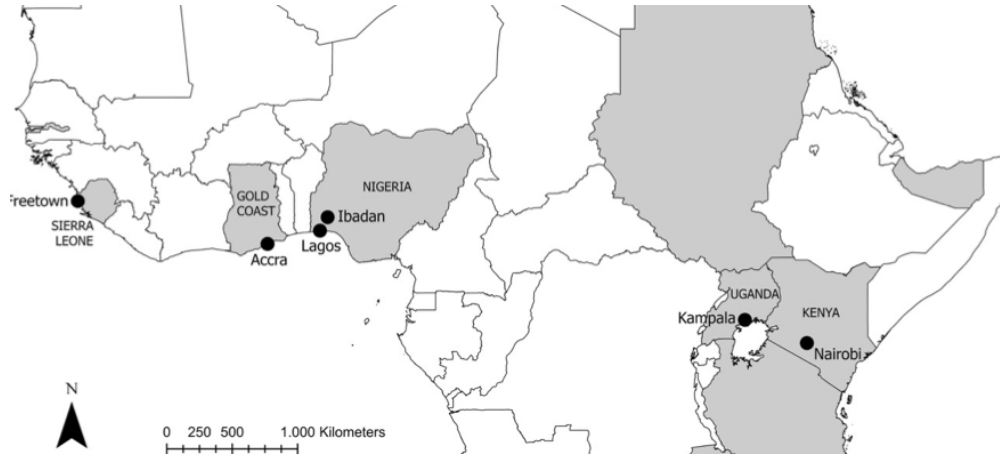 NIGERIA
GOLD
COAST
Freetown
Ibadan
SIERRA
LEONE
Lagos
Accra
UGANDA
KENYA
Kampala
Nairobi
N
0 250 500 1.000 Kilometers